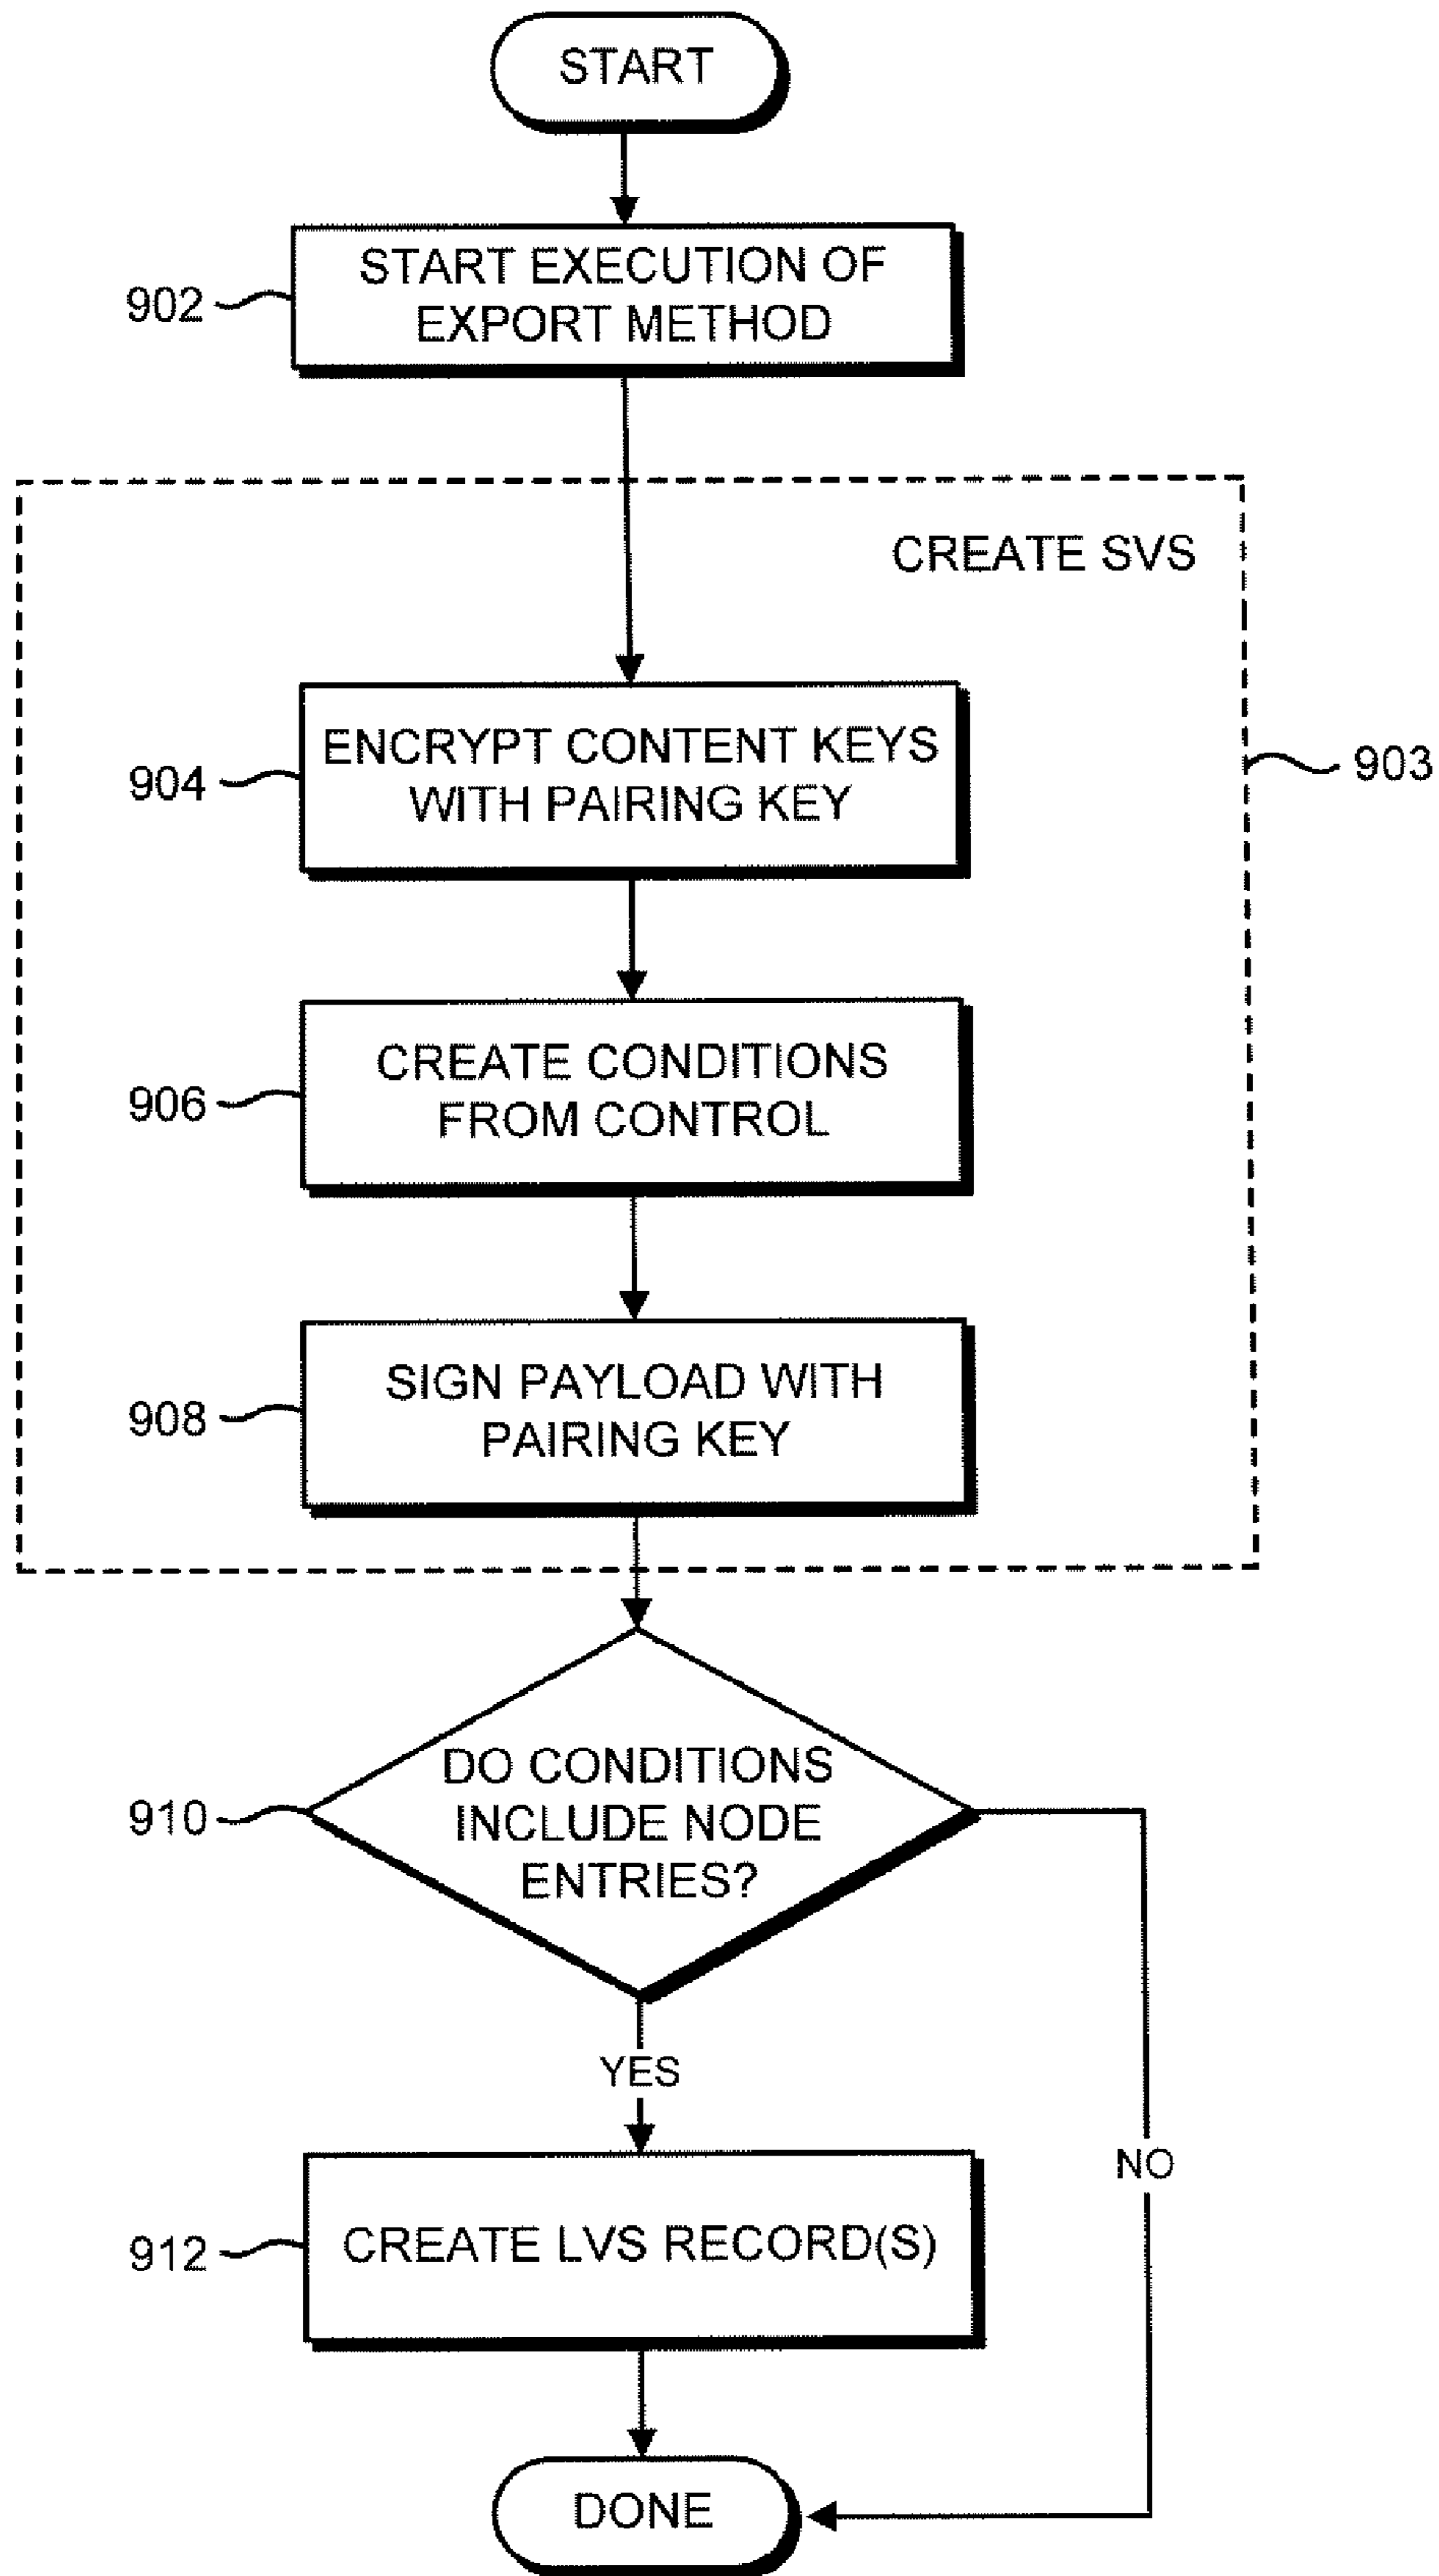 START
START EXECUTION OF
EXPORT METHOD
902
CREATE SVS
ENCRYPT CONTENT KEYS
WITH PAIRING KEY
904
903
CREATE CONDITIONS
FROM CONTROL
906
SIGN PAYLOAD WITH
PAIRING KEY
908
DO CONDITIONS
INCLUDE NODE
ENTRIES?
910
YES
NO
CREATE LVS RECORD(S)
912
DONE